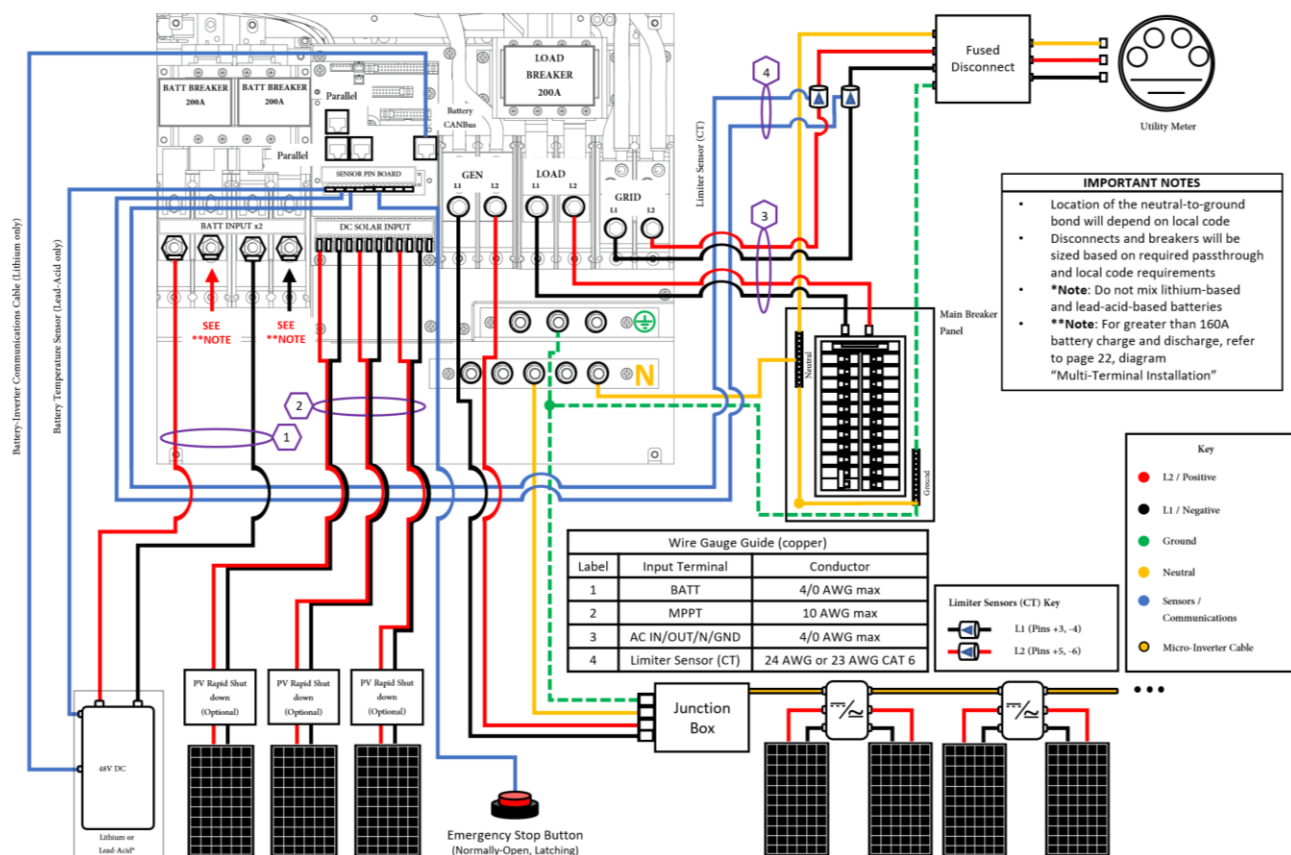 BATT BREAKER
200A
BATT BREAKER
200A
Parallel
Parallel
Battery
CANBus
LOAD
BREAKER
200A
SENSOR PIN BOARD
BATT INPUT x2
DC SOLAR INPUT
GEN
L1
L2
LOAD
L1
L2
GRID
L1
L2
SEE
**NOTE
SEE
**NOTE
N
1
2
3
4
Limiter Sensor (CT)
Battery-Inverter Communications Cable (Lithium only)
Battery Temperature Sensor (Lead-Acid only)
Fused
Disconnect
Utility Meter
IMPORTANT NOTES
• Location of the neutral-to-ground
bond will depend on local code
• Disconnects and breakers will be
sized based on required passthrough
and local code requirements
• *Note: Do not mix lithium-based
and lead-acid-based batteries
• **Note: For greater than 160A
battery charge and discharge, refer
to page 22, diagram
“Multi-Terminal Installation”
Main Breaker
Panel
Neutral
Ground
Key
L2 / Positive
L1 / Negative
Ground
Neutral
Sensors /
Communications
Micro-Inverter Cable
Wire Gauge Guide (copper)
Label Input Terminal Conductor
1 BATT 4/0 AWG max
2 MPPT 10 AWG max
3 AC IN/OUT/N/GND 4/0 AWG max
4 Limiter Sensor (CT) 24 AWG or 23 AWG CAT 6
Limiter Sensors (CT) Key
L1 (Pins +3, -4)
L2 (Pins +5, -6)
PV Rapid Shut
down
(Optional)
PV Rapid Shut
down
(Optional)
PV Rapid Shut
down
(Optional)
Junction
Box
48V DC
Lithium or
Lead-Acid*
Emergency Stop Button
(Normally-Open, Latching)